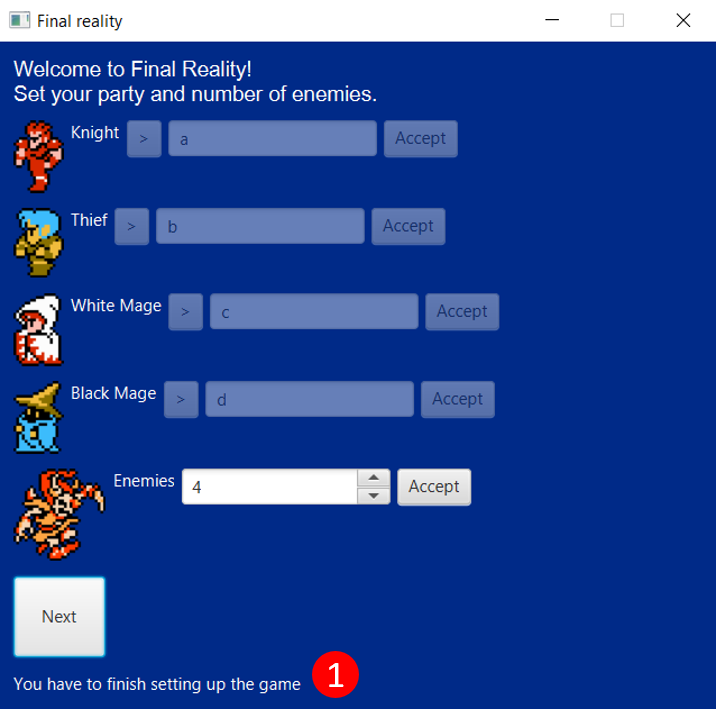 Final reality
Welcome to Final Reality!
Set your party and number of enemies.
Knight > a Accept
Thief > b Accept
White Mage > c Accept
Black Mage > d Accept
Enemies 4 Accept
Next
You have to finish setting up the game 1